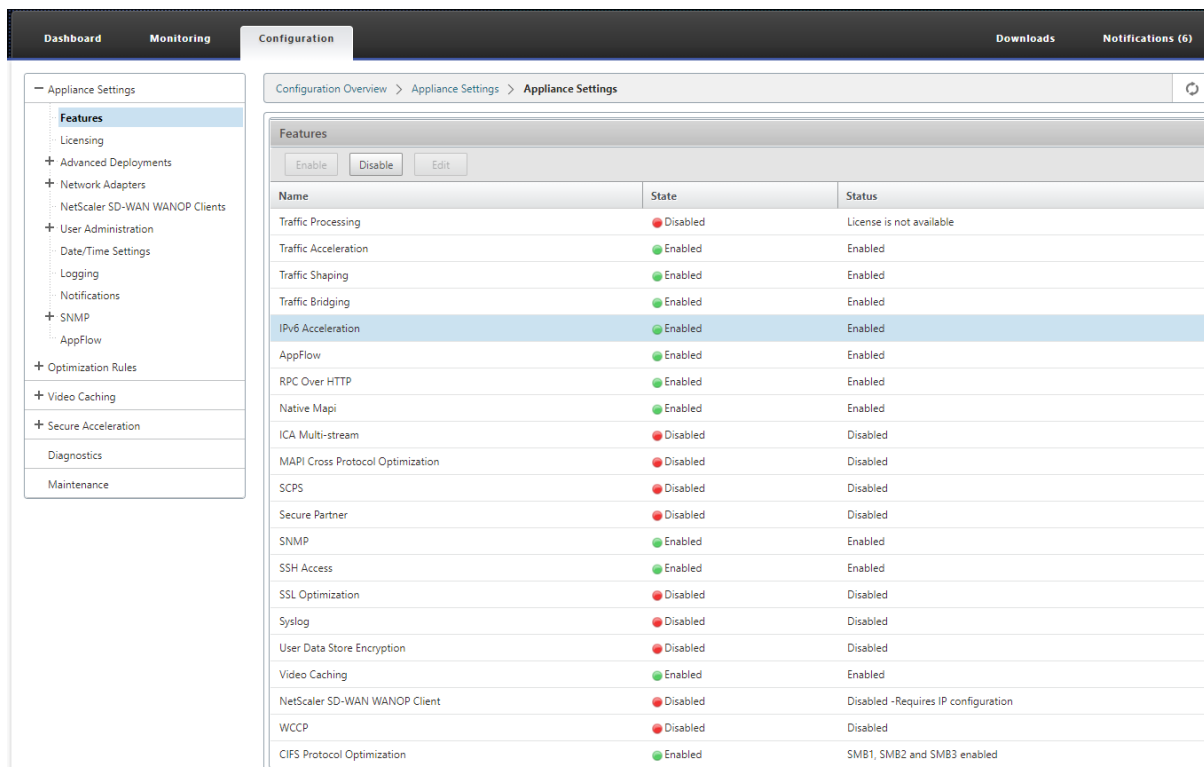 Dashboard Monitoring Configuration Downloads Notifications (6)
Appliance Settings
Features
Licensing
Advanced Deployments
Network Adapters
NetScaler SD-WAN WANOP Clients
User Administration
Date/Time Settings
Logging
Notifications
SNMP
AppFlow
Optimization Rules
Video Caching
Secure Acceleration
Diagnostics
Maintenance
Configuration Overview > Appliance Settings > Appliance Settings
Features
Enable Disable Edit
Name State Status
Traffic Processing Disabled License is not available
Traffic Acceleration Enabled Enabled
Traffic Shaping Enabled Enabled
Traffic Bridging Enabled Enabled
IPv6 Acceleration Enabled Enabled
AppFlow Enabled Enabled
RPC Over HTTP Enabled Enabled
Native Mapi Enabled Enabled
ICA Multi-stream Disabled Disabled
MAPI Cross Protocol Optimization Disabled Disabled
SCPS Disabled Disabled
Secure Partner Disabled Disabled
SNMP Enabled Enabled
SSH Access Enabled Enabled
SSL Optimization Disabled Disabled
Syslog Disabled Disabled
User Data Store Encryption Disabled Disabled
Video Caching Enabled Enabled
NetScaler SD-WAN WANOP Client Disabled Disabled -Requires IP configuration
WCCP Disabled Disabled
CIFS Protocol Optimization Enabled SMB1, SMB2 and SMB3 enabled